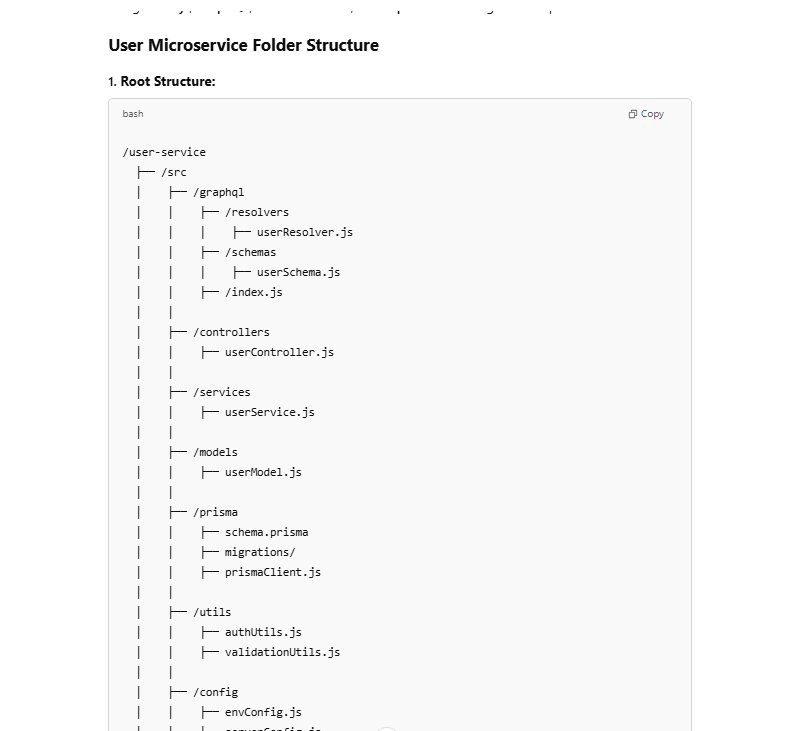 User Microservice Folder Structure
1. Root Structure:
bash
Copy
/user-service
├── /src
│ ├── /graphql
│ │ ├── /resolvers
│ │ │ ├── userResolver.js
│ │ ├── /schemas
│ │ │ ├── userSchema.js
│ │ ├── /index.js
│ │
│ ├── /controllers
│ │ ├── userController.js
│ │
│ ├── /services
│ │ ├── userService.js
│ │
│ ├── /models
│ │ ├── userModel.js
│ │
│ ├── /prisma
│ │ ├── schema.prisma
│ │ ├── migrations/
│ │ ├── prismaClient.js
│ │
│ ├── /utils
│ │ ├── authUtils.js
│ │ ├── validationUtils.js
│ │
│ ├── /config
│ │ ├── envConfig.js